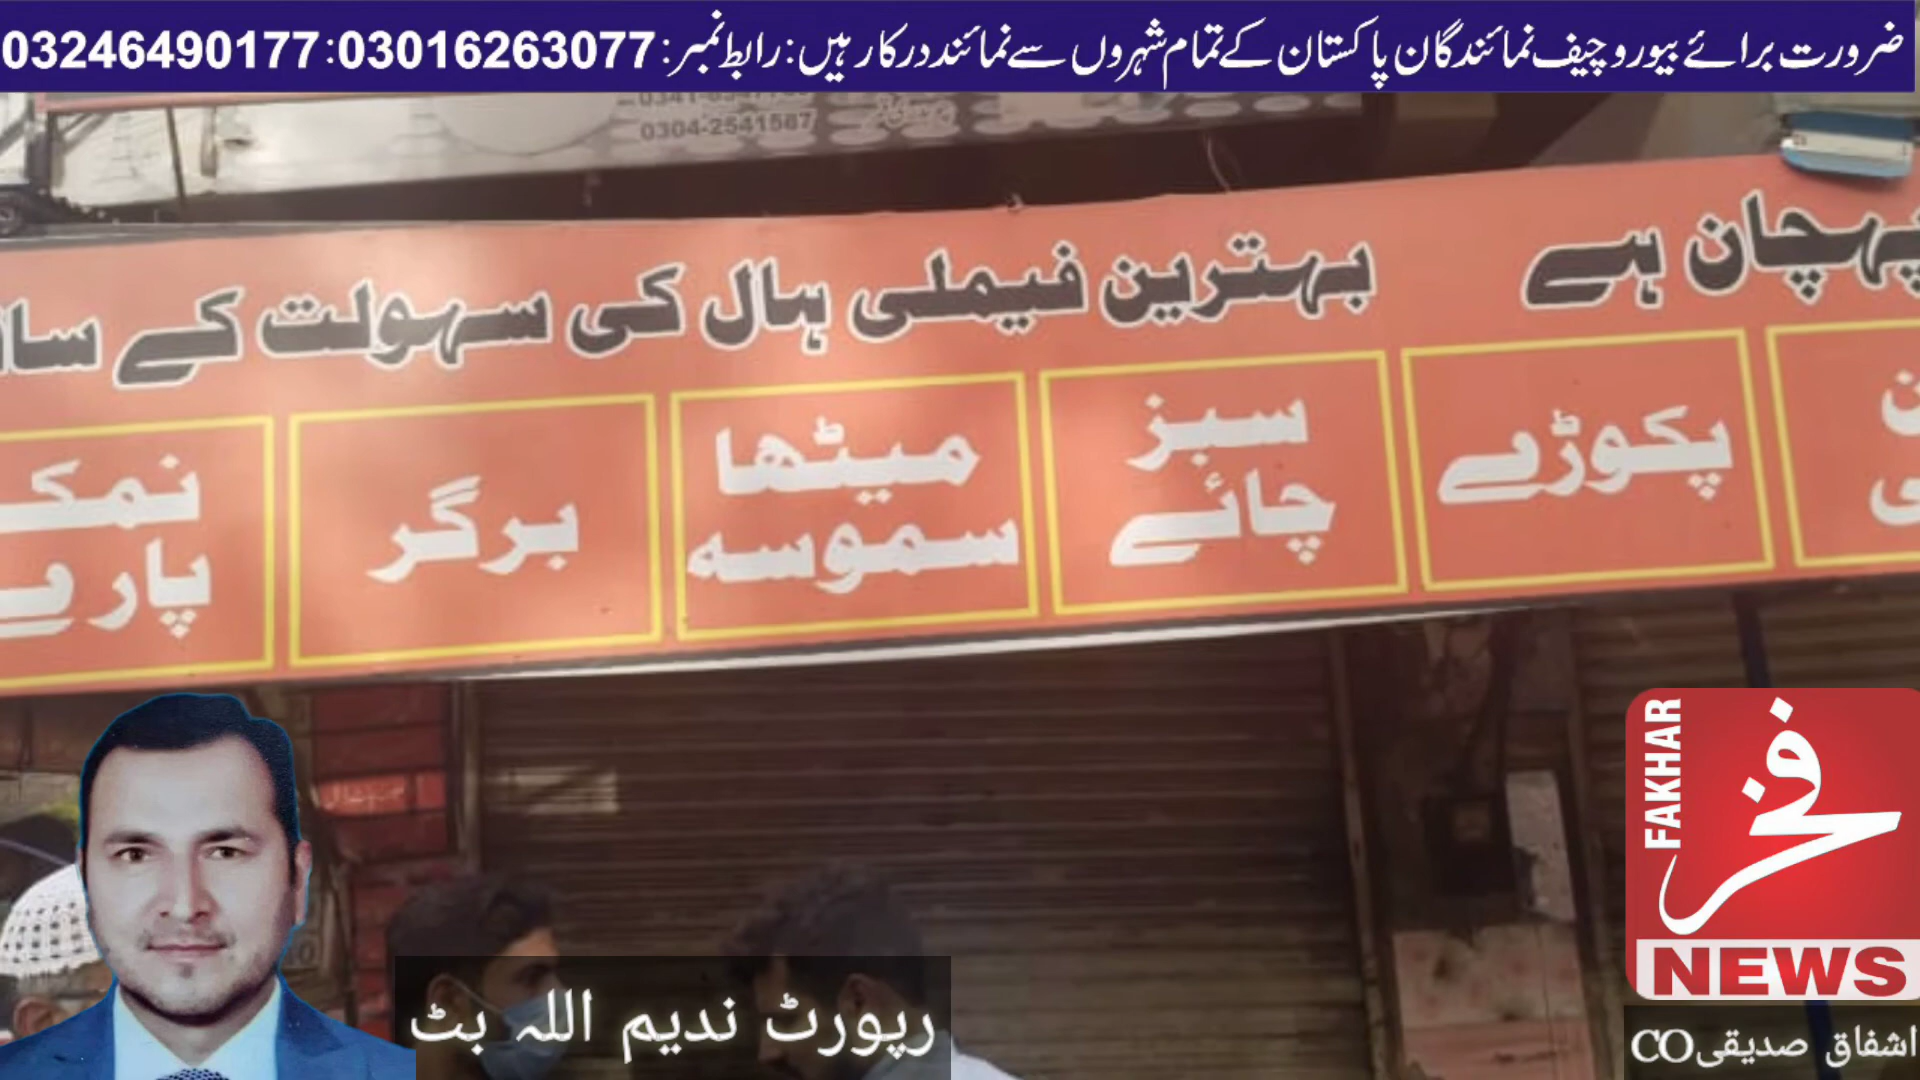 ضرورت برائے بیورو چیف نمائندگان پاکستان کے تمام شہروں سے نمائندہ درکار ہیں: رابطہ نمبر: 03016263077:03246490177
0304-2541587
پہچان ہے بہترین فیملی ہال کی سہولت کے
پکوڑے
سبز
چائے
میٹھا
سموسہ
برگر
نمک
پارے
FAKHAR
فخر
NEWS
رپورٹ ندیم اللہ بٹ
اشفاق صدیقی CO